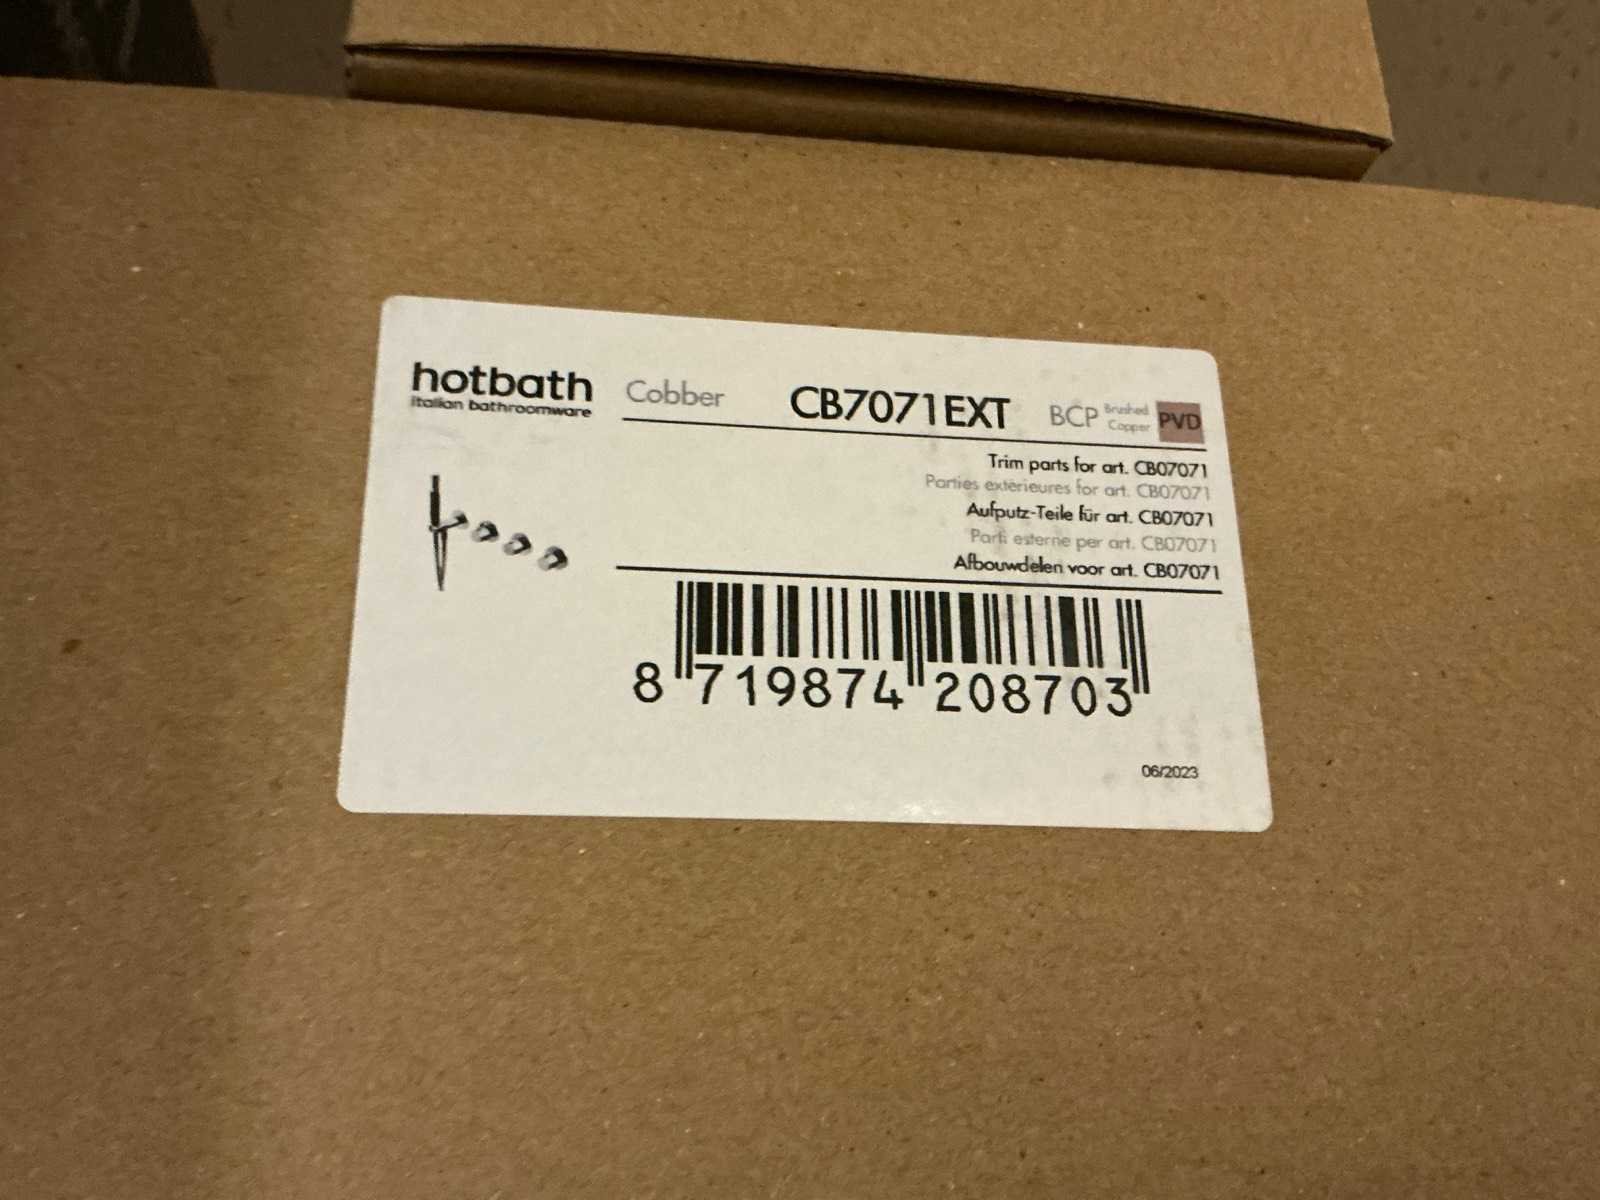 hotbath
italian bathroomware
Cobber
CB7071EXT
BCP
Brushed
Copper
PVD
Trim parts for art. CB07071
Parties extérieures for art. CB07071
Aufputz-Teile für art. CB07071
Parti esterne per art. CB07071
Afbouwdelen voor art. CB07071
8 719874 208703
06/2023